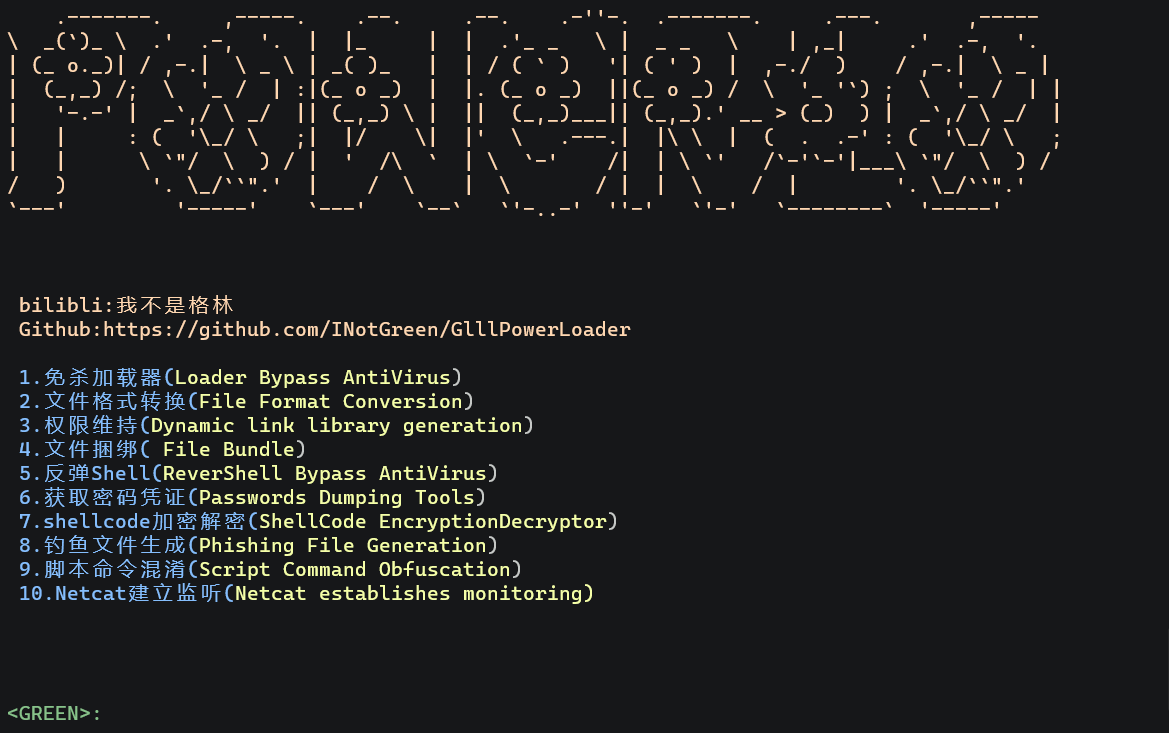 bilibli:我不是格林
Github:https://github.com/INotGreen/GlllPowerLoader
1.免杀加载器(Loader Bypass AntiVirus)
2.文件格式转换(File Format Conversion)
3.权限维持(Dynamic link library generation)
4.文件捆绑( File Bundle)
5.反弹Shell(ReverShell Bypass AntiVirus)
6.获取密码凭证(Passwords Dumping Tools)
7.shellcode加密解密(ShellCode EncryptionDecryptor)
8.钓鱼文件生成(Phishing File Generation)
9.脚本命令混淆(Script Command Obfuscation)
10.Netcat建立监听(Netcat establishes monitoring)
<GREEN>: